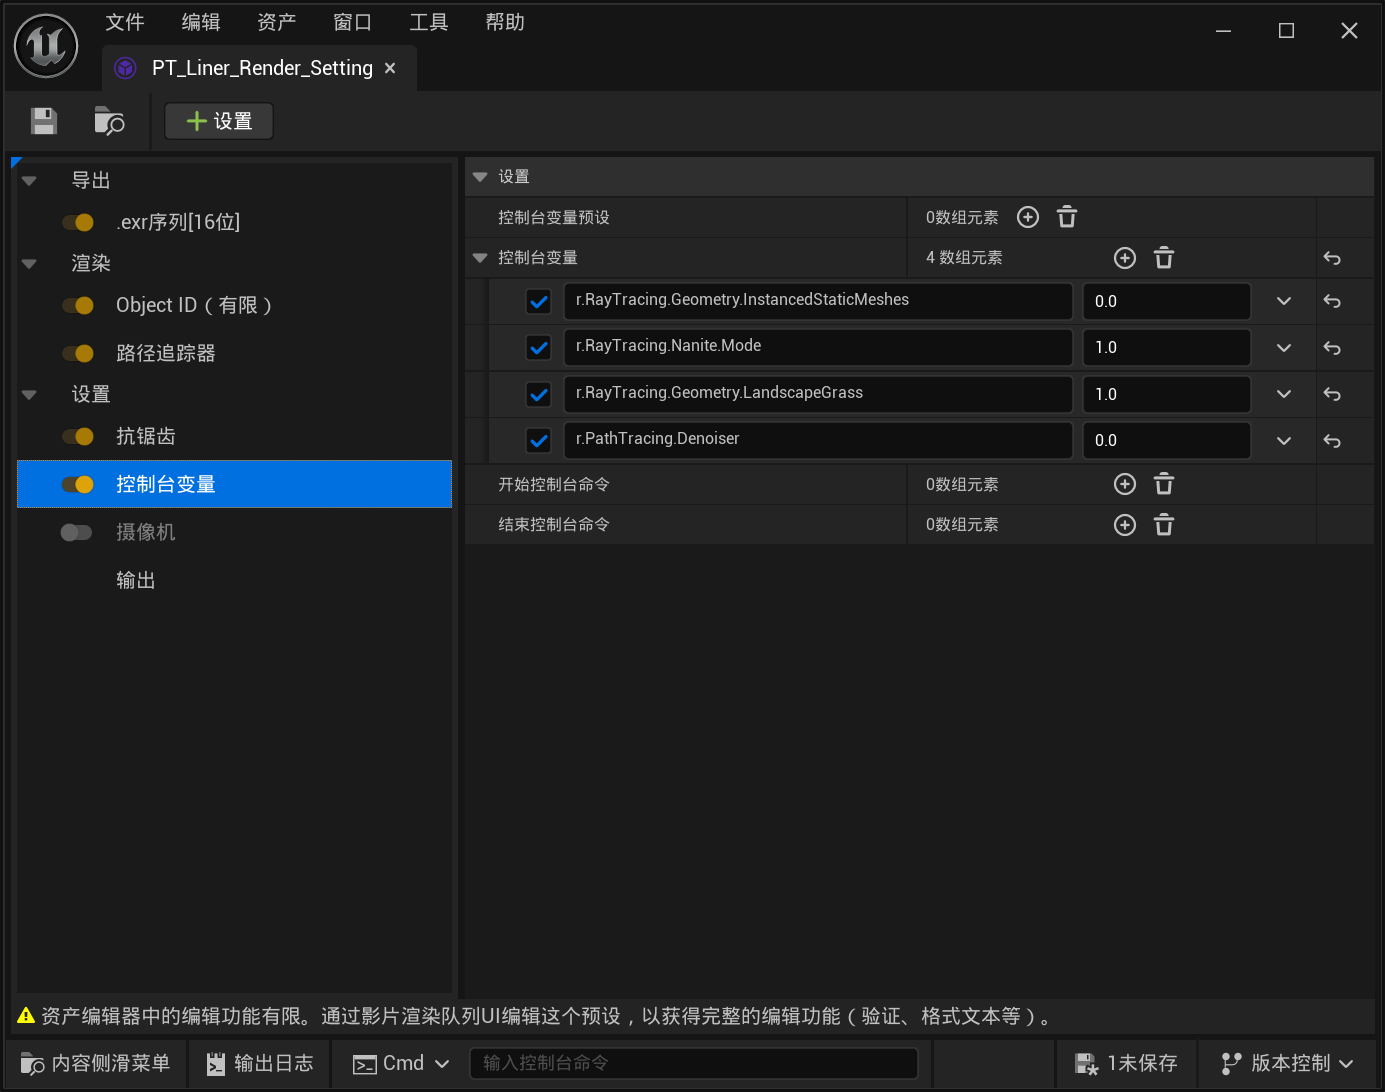 文件 编辑 资产 窗口 工具 帮助
PT_Liner_Render_Setting
设置
导出
.exr序列[16位]
渲染
Object ID（有限）
路径追踪器
设置
抗锯齿
控制台变量
摄像机
输出
设置
控制台变量预设 0数组元素
控制台变量 4 数组元素
r.RayTracing.Geometry.InstancedStaticMeshes 0.0
r.RayTracing.Nanite.Mode 1.0
r.RayTracing.Geometry.LandscapeGrass 1.0
r.PathTracing.Denoiser 0.0
开始控制台命令 0数组元素
结束控制台命令 0数组元素
资产编辑器中的编辑功能有限。通过影片渲染队列UI编辑这个预设，以获得完整的编辑功能（验证、格式文本等）。
内容侧滑菜单 输出日志 Cmd 输入控制台命令 1未保存 版本控制